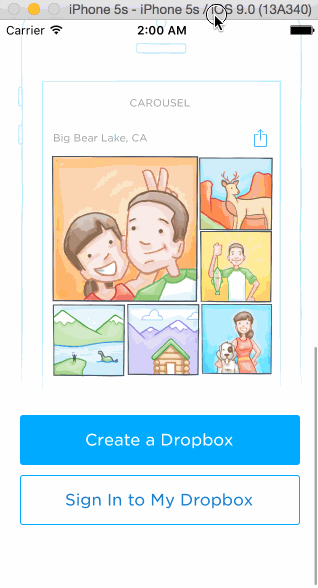 iPhone 5s - iPhone 5s / iOS 9.0 (13A340)
Carrier 2:00 AM
CAROUSEL
Big Bear Lake, CA
Create a Dropbox
Sign In to My Dropbox